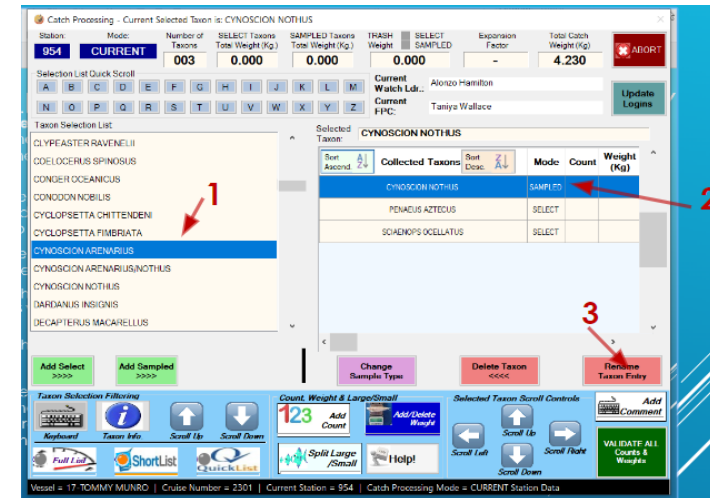 Catch Processing - Current Selected Taxon is: CYNOSCION NOTHUS
Station: Mode: Number of Taxons SELECT Taxons Total Weight (Kg.) SAMPLED Taxons Total Weight (Kg.) TRASH Weight SELECT SAMPLED Expansion Factor Total Catch Weight (Kg)
954 CURRENT 003 0.000 0.000 0.000 - 4.230 ABORT
Selection List Quick Scroll
A B C D E F G H I J K L M
N O P Q R S T U V W X Y Z
Current Watch Ldr.: Alonzo Hamilton
Current FPC: Taniya Wallace
Update Logins
Taxon Selection List
CLYPEASTER RAVENELII
COELOCERUS SPINOSUS
CONGER OCEANICUS
CONODON NOBILIS
CYCLOPSETTA CHITTENDENI
CYCLOPSETTA FIMBRIATA
CYNOSCION ARENARIUS
CYNOSCION ARENARIUS/NOTHUS
CYNOSCION NOTHUS
DARDANUS INSIGNIS
DECAPTERUS MACARELLUS
1
Selected Taxon: CYNOSCION NOTHUS
Sort Ascend. A Z Collected Taxons Sort Desc. Z A Mode Count Weight (Kg)
CYNOSCION NOTHUS SAMPLED
PENAEUS AZTECUS SELECT
SCIAENOPS OCELLATUS SELECT
2
3
Add Select >>>>
Add Sampled >>>>
Change Sample Type
Delete Taxon <<<<
Rename Taxon Entry
Taxon Selection Filtering
Keyboard Taxon Info Scroll Up Scroll Down
Full List ShortList QuickList
Count, Weight & Large/Small
123 Add Count
Add/Delete Weight
Split Large /Small
Help!
Selected Taxon Scroll Controls
Scroll Up
Scroll Left Scroll Right
Scroll Down
Add Comment
VALIDATE ALL Counts & Weights
Vessel = 17-TOMMY MUNRO | Cruise Number = 2301 | Current Station = 954 | Catch Processing Mode = CURRENT Station Data